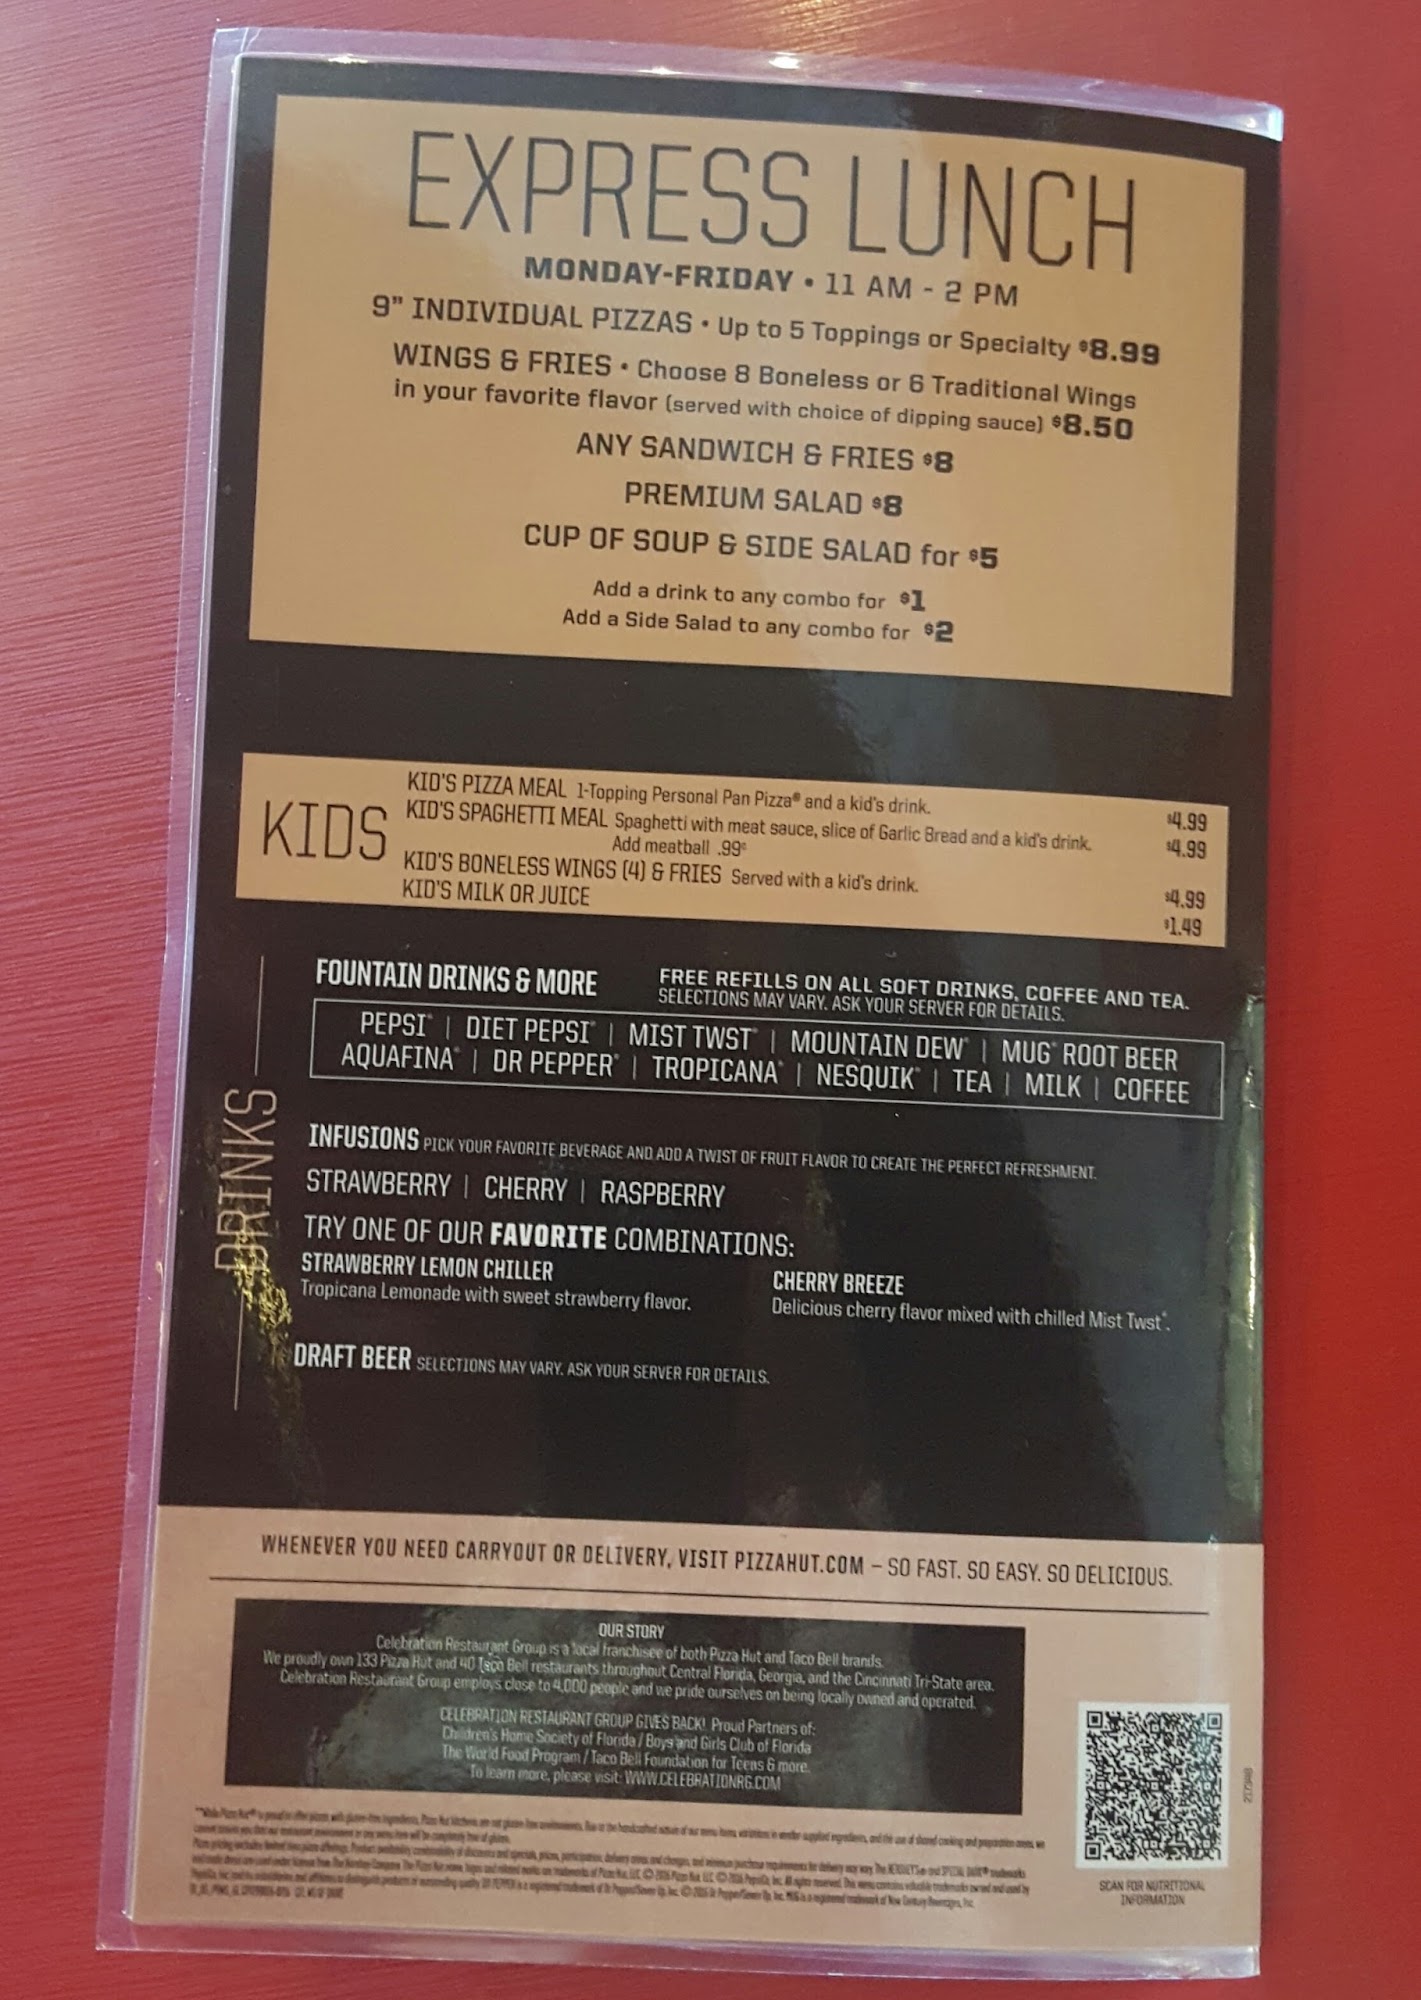 EXPRESS LUNCH
MONDAY-FRIDAY • 11 AM - 2 PM
9" INDIVIDUAL PIZZAS • Up to 5 Toppings or Specialty $8.99
WINGS & FRIES • Choose 8 Boneless or 6 Traditional Wings
in your favorite flavor (served with choice of dipping sauce) $8.50
ANY SANDWICH & FRIES $8
PREMIUM SALAD $8
CUP OF SOUP & SIDE SALAD for $5
Add a drink to any combo for $1
Add a Side Salad to any combo for $2
KIDS
KID'S PIZZA MEAL 1-Topping Personal Pan Pizza® and a kid's drink. $4.99
KID'S SPAGHETTI MEAL Spaghetti with meat sauce, slice of Garlic Bread and a kid's drink. $4.99
Add meatball .99¢
KID'S BONELESS WINGS (4) & FRIES Served with a kid's drink. $4.99
KID'S MILK OR JUICE $1.49
DRINKS
FOUNTAIN DRINKS & MORE
FREE REFILLS ON ALL SOFT DRINKS, COFFEE AND TEA.
SELECTIONS MAY VARY. ASK YOUR SERVER FOR DETAILS.
PEPSI® | DIET PEPSI® | MIST TWST® | MOUNTAIN DEW® | MUG® ROOT BEER
AQUAFINA® | DR PEPPER® | TROPICANA® | NESQUIK® | TEA | MILK | COFFEE
INFUSIONS PICK YOUR FAVORITE BEVERAGE AND ADD A TWIST OF FRUIT FLAVOR TO CREATE THE PERFECT REFRESHMENT.
STRAWBERRY | CHERRY | RASPBERRY
TRY ONE OF OUR FAVORITE COMBINATIONS:
STRAWBERRY LEMON CHILLER
Tropicana Lemonade with sweet strawberry flavor.
CHERRY BREEZE
Delicious cherry flavor mixed with chilled Mist Twst®.
DRAFT BEER SELECTIONS MAY VARY. ASK YOUR SERVER FOR DETAILS.
WHENEVER YOU NEED CARRYOUT OR DELIVERY, VISIT PIZZAHUT.COM – SO FAST. SO EASY. SO DELICIOUS.
OUR STORY
Celebration Restaurant Group is a local franchisee of both Pizza Hut and Taco Bell brands.
We proudly own 133 Pizza Hut and 40 Taco Bell restaurants throughout Central Florida, Georgia, and the Cincinnati Tri-State area.
Celebration Restaurant Group employs close to 4,000 people and we pride ourselves on being locally owned and operated.
CELEBRATION RESTAURANT GROUP GIVES BACK! Proud Partners of:
Children's Home Society of Florida / Boys and Girls Club of Florida
The World Food Program / Taco Bell Foundation for Teens & more.
To learn more, please visit: WWW.CELEBRATIONRG.COM
SCAN FOR NUTRITIONAL
INFORMATION